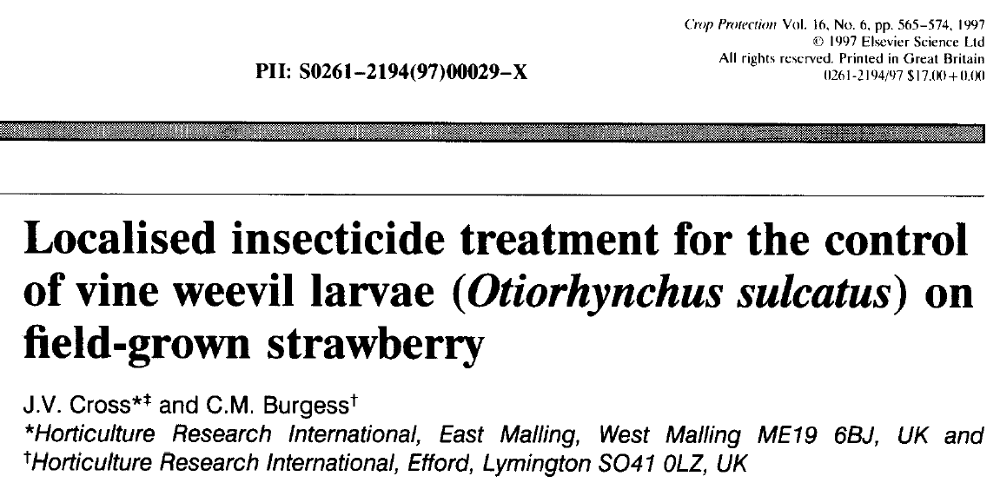 Crop Protection Vol. 16, No. 6, pp. 565–574, 1997
© 1997 Elsevier Science Ltd
All rights reserved. Printed in Great Britain
0261-2194/97 $17.00+0.00
PII: S0261–2194(97)00029–X
Localised insecticide treatment for the control
of vine weevil larvae (Otiorhynchus sulcatus) on
field-grown strawberry
J.V. Cross*‡ and C.M. Burgess†
*Horticulture Research International, East Malling, West Malling ME19 6BJ, UK and
†Horticulture Research International, Efford, Lymington SO41 0LZ, UK